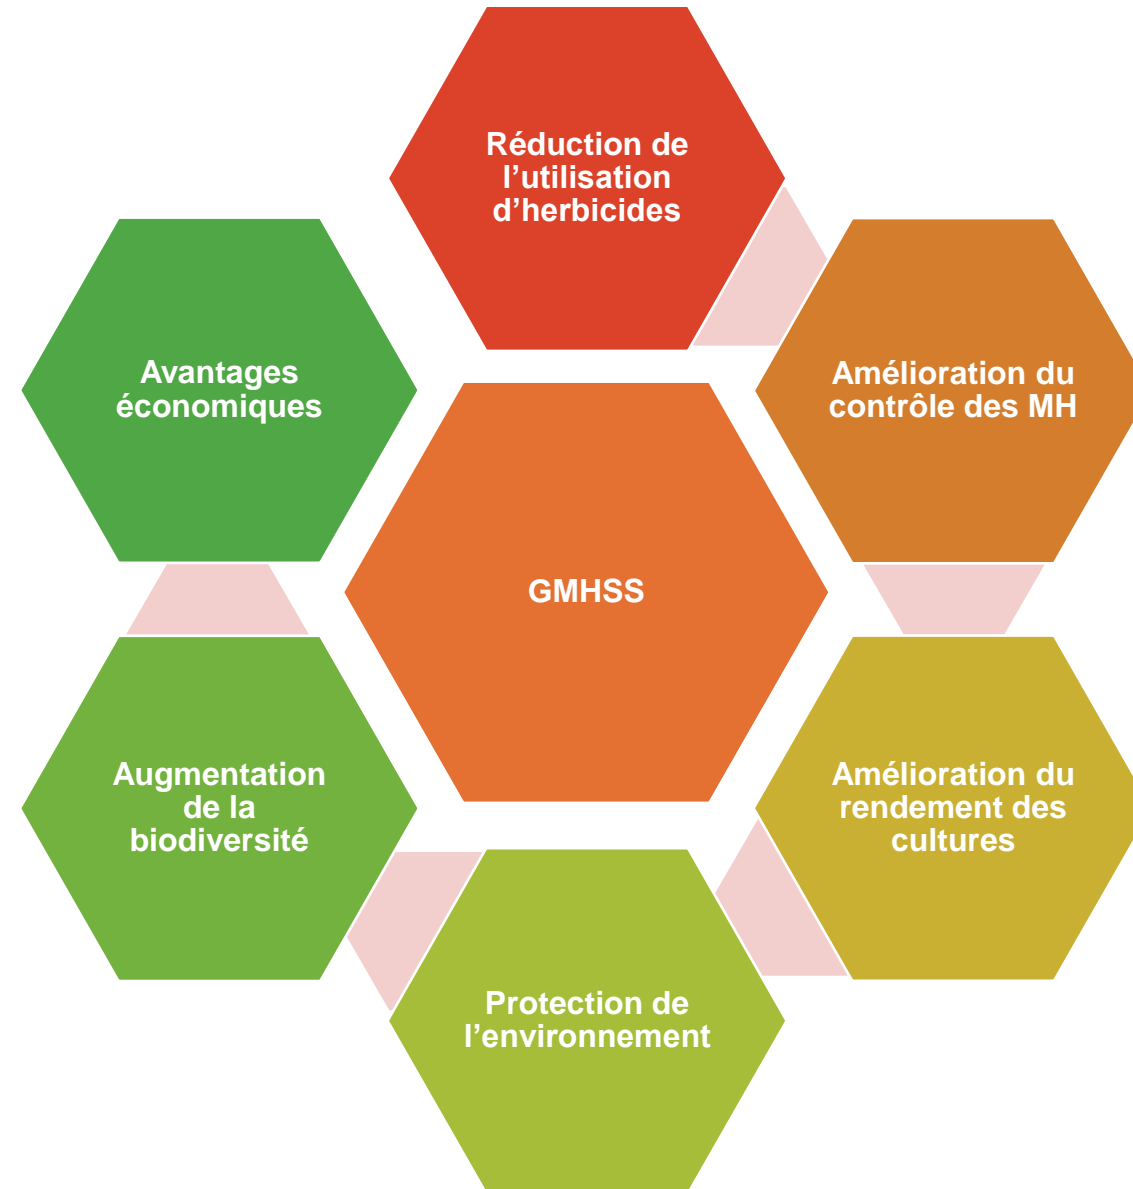 Réduction de
l’utilisation
d’herbicides
Amélioration du
contrôle des MH
Amélioration du
rendement des
cultures
Protection de
l’environnement
Augmentation
de la
biodiversité
Avantages
économiques
GMHSS